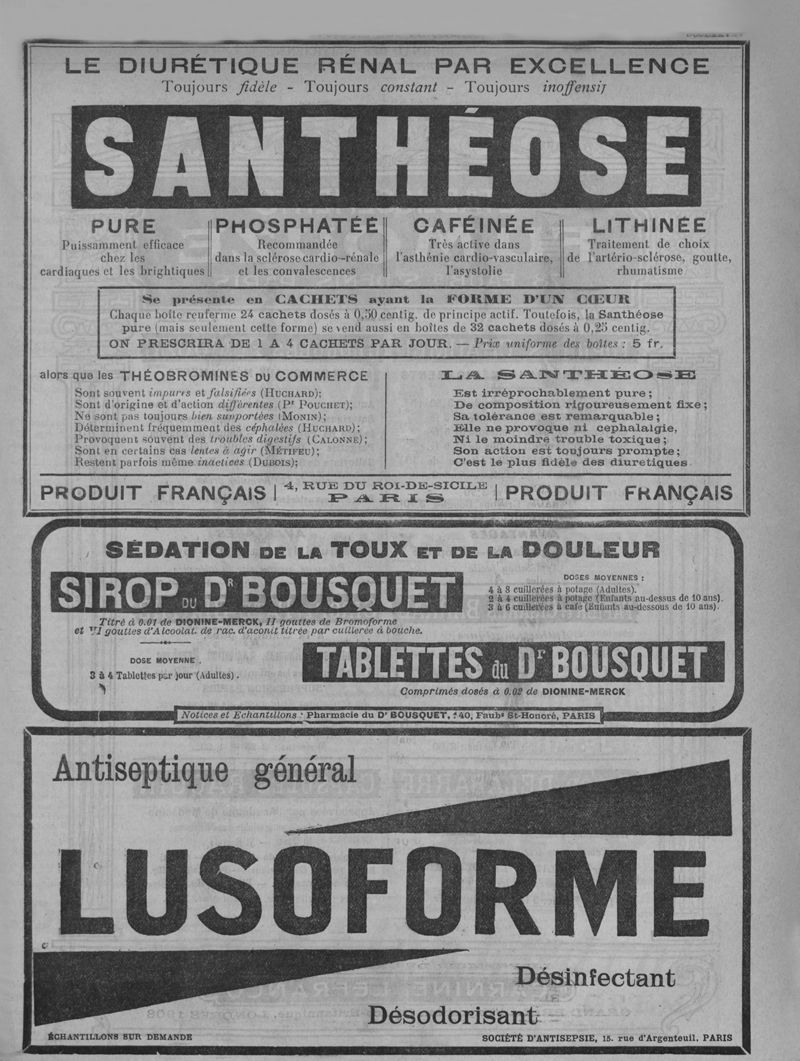 LE DIURÉTIQUE RÉNAL PAR EXCELLENCE
Toujours fidèle - Toujours constant - Toujours inoffensif
SANTHÉOSE
PURE
Puissamment efficace
chez les
cardiaques et les brightiques
PHOSPHATÉE
Recommandée
dans la sclérose cardio-rénale
et les convalescences
CAFÉINÉE
Très active dans
l'asthénie cardio-vasculaire,
l'asystolie
LITHINÉE
Traitement de choix
de l'artério-sclérose, goutte,
rhumatisme
Se présente en CACHETS ayant la FORME D'UN CŒUR
Chaque boîte renferme 24 cachets dosés à 0,50 centig. de principe actif. Toutefois, la Santhéose
pure (mais seulement cette forme) se vend aussi en boîtes de 32 cachets dosés à 0,25 centig.
ON PRESCRIRA DE 1 A 4 CACHETS PAR JOUR. — Prix uniforme des boîtes : 5 fr.
alors que les THÉOBROMINES DU COMMERCE
Sont souvent impures et falsifiées (HUCHARD);
Sont d'origine et d'action différentes (Pr POUCHET);
Ne sont pas toujours bien supportées (MONIN);
Déterminent fréquemment des céphalées (HUCHARD);
Provoquent souvent des troubles digestifs (CALONNE);
Sont en certains cas lentes à agir (MÉTIFEU);
Restent parfois même inactives (DUBOIS);
LA SANTHÉOSE
Est irréprochablement pure;
De composition rigoureusement fixe;
Sa tolérance est remarquable;
Elle ne provoque ni cephalalgie,
Ni le moindre trouble toxique;
Son action est toujours prompte;
C'est le plus fidèle des diuretiques
PRODUIT FRANÇAIS | 4, RUE DU ROI-DE-SICILE | PRODUIT FRANÇAIS
PARIS
SÉDATION DE LA TOUX ET DE LA DOULEUR
SIROP DU Dr BOUSQUET
Titré à 0.01 de DIONINE-MERCK, II gouttes de Bromoforme
et VI gouttes d'Alcoolat. de rac. d'aconit titrée par cuillerée à bouche.
DOSES MOYENNES :
4 à 8 cuillerées à potage (Adultes).
2 à 4 cuillerées à potage (Enfants au-dessus de 10 ans).
3 à 6 cuillerées à café (Enfants au-dessous de 10 ans).
DOSE MOYENNE.
3 à 4 Tablettes par jour (Adultes).
TABLETTES du Dr BOUSQUET
Comprimés dosés à 0.02 de DIONINE-MERCK
Notices et Echantillons : Pharmacie du Dr BOUSQUET, 140, Faubg St-Honoré, PARIS
Antiseptique général
LUSOFORME
Désinfectant
Désodorisant
ÉCHANTILLONS SUR DEMANDE
SOCIÉTÉ D'ANTISEPSIE, 15, rue d'Argenteuil, PARIS